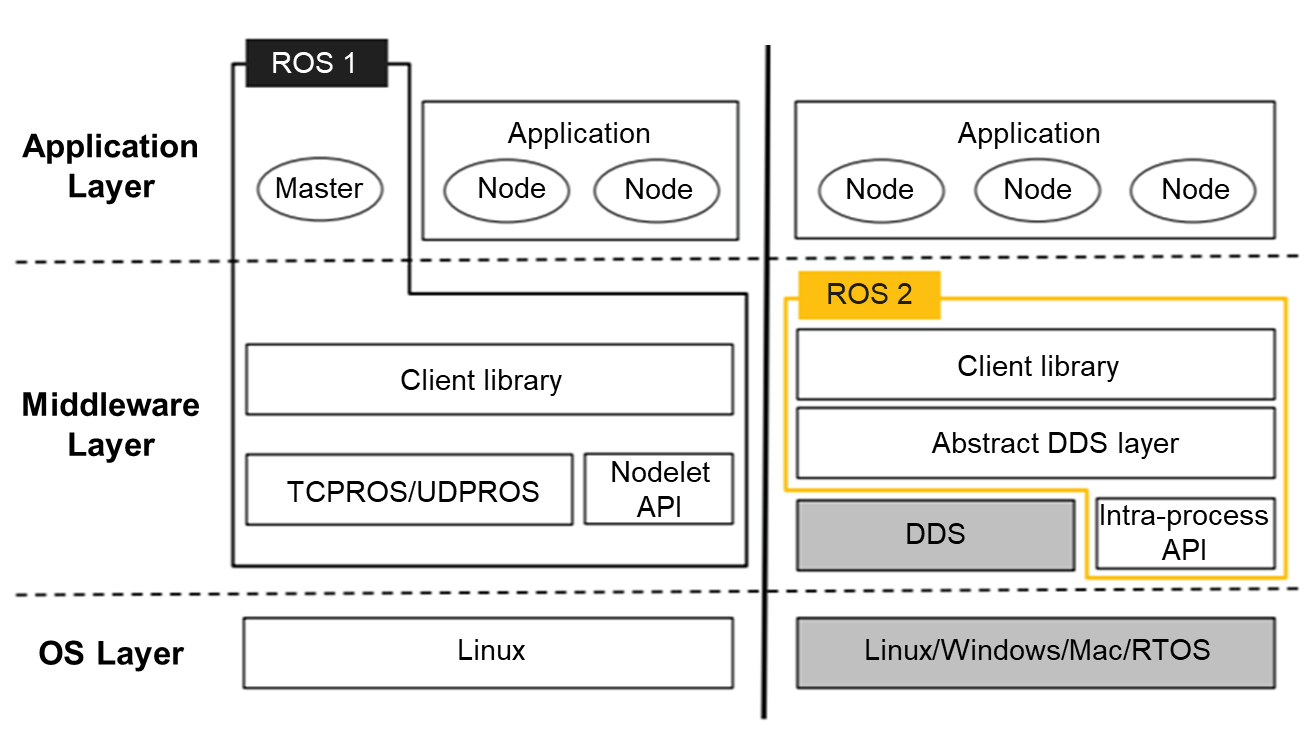 ROS 1
Application
Layer
Master
Application
Node
Node
Application
Node
Node
Node
Middleware
Layer
Client library
TCPROS/UDPROS
Nodelet
API
ROS 2
Client library
Abstract DDS layer
DDS
Intra-process
API
OS Layer
Linux
Linux/Windows/Mac/RTOS